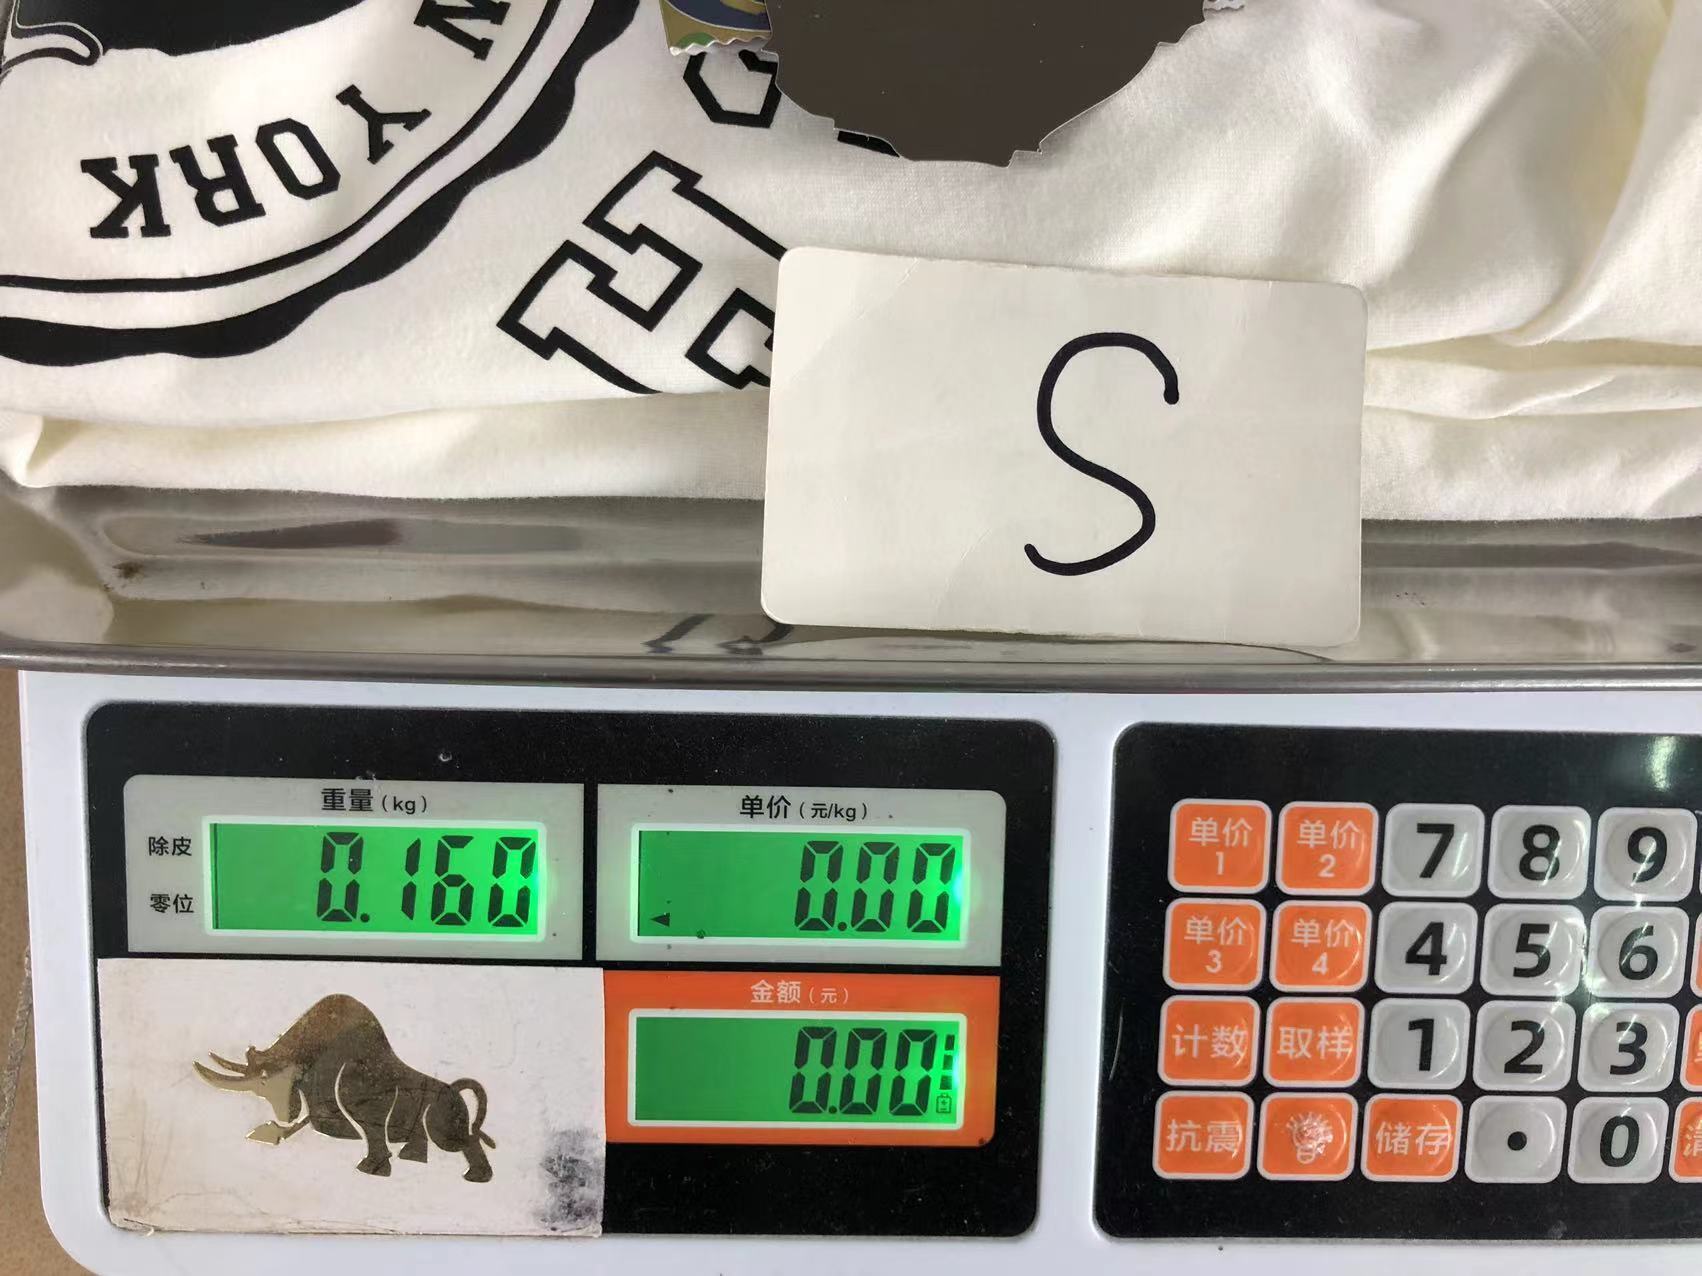 W YORK
S
重量(kg)
除皮
零位
0.160
单价(元/kg)
0.00
金额(元)
0.00
单价1 单价2 7 8 9
单价3 单价4 4 5 6
计数 取样 1 2 3
抗震 储存 . 0